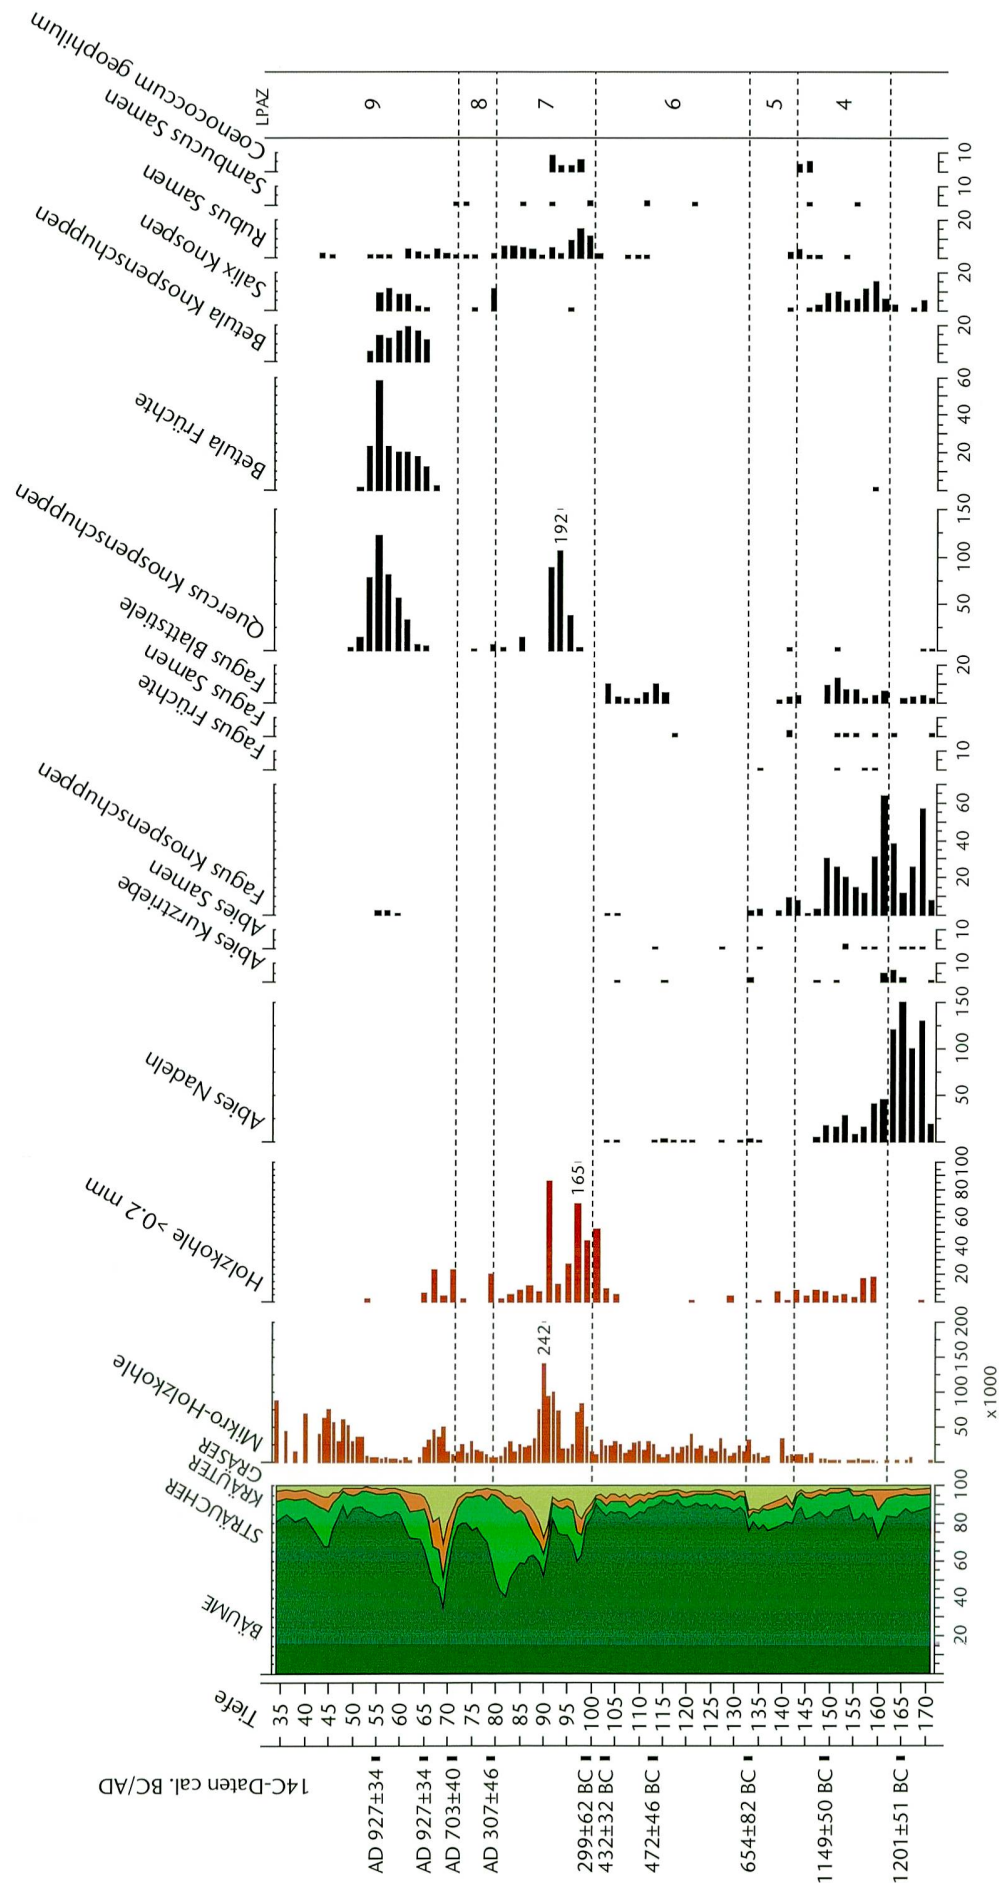 14C-Daten cal. BC/AD
AD 927±34
AD 927±34
AD 703±40
AD 307±46
299±62 BC
432±32 BC
472±46 BC
654±82 BC
1149±50 BC
1201±51 BC
Tiefe
35
40
45
50
55
60
65
70
75
80
85
90
95
100
105
110
115
120
125
130
135
140
145
150
155
160
165
170
BÄUME
STRÄUCHER
KRÄUTER
GRÄSER
20 40 60 80 100
Mikro-Holzkohle
242
50 100 150 200
x1000
Holzkohle >0.2 mm
165
20 40 60 80 100
Abies Nadeln
50 100 150
Abies Kurztriebe
10
Abies Samen
10
Fagus Knospenschuppen
20 40 60
Fagus Früchte
10
Fagus Samen
Fagus Blattstiele
20
Quercus Knospenschuppen
192
50 100 150
Betula Früchte
20 40 60
Betula Knospenschuppen
20
Salix Knospen
20
Rubus Samen
20
Sambucus Samen
10
Coenococcum geophilum
10
LPAZ
9
8
7
6
5
4